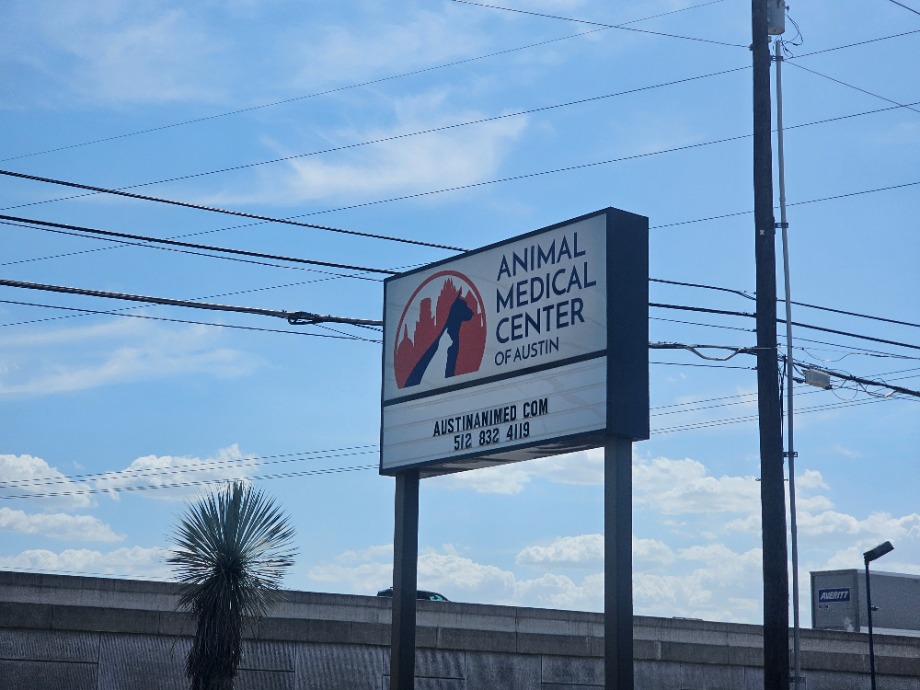 ANIMAL
MEDICAL
CENTER
OF AUSTIN
AUSTINANIMED COM
512 832 4119
AVERITT